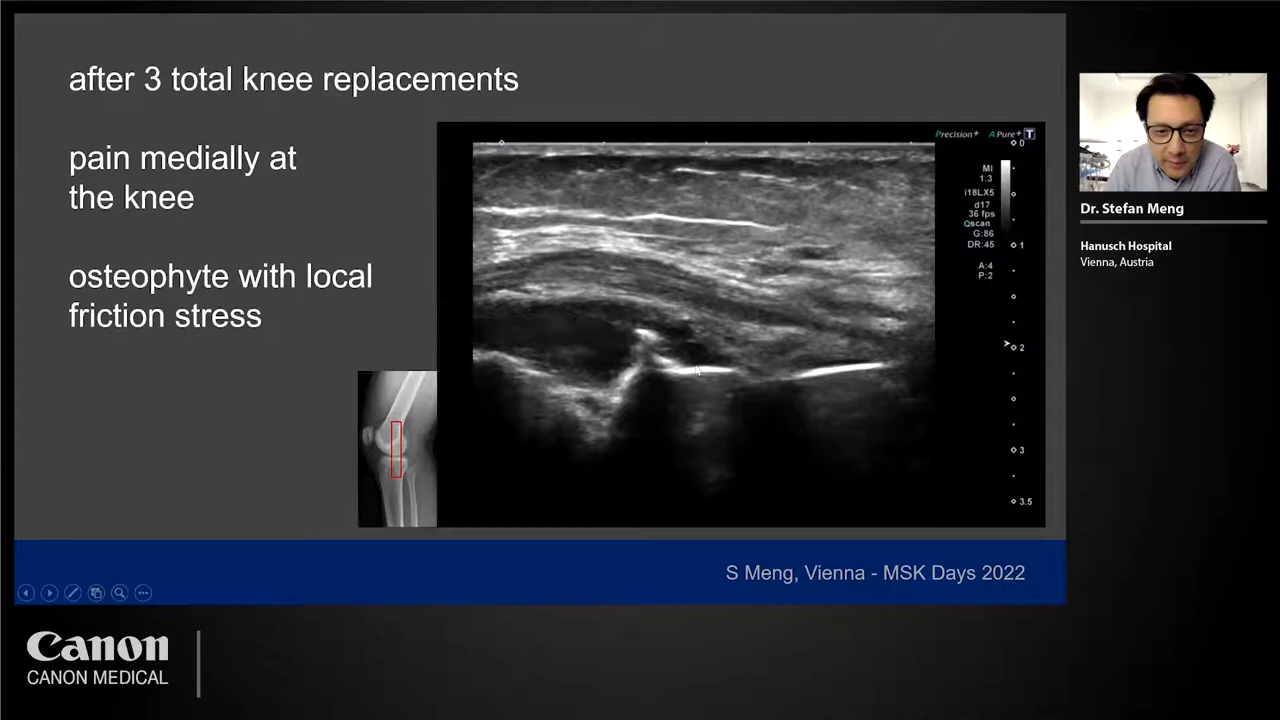 after 3 total knee replacements
pain medially at
the knee
osteophyte with local
friction stress
Precision+ APure+ T
0
MI
1.3
i18LX5
d17
36 fps
Qscan
G:86
DR:45
1
A:4
P:2
2
3
3.5
S Meng, Vienna - MSK Days 2022
Dr. Stefan Meng
Hanusch Hospital
Vienna, Austria
Canon
CANON MEDICAL